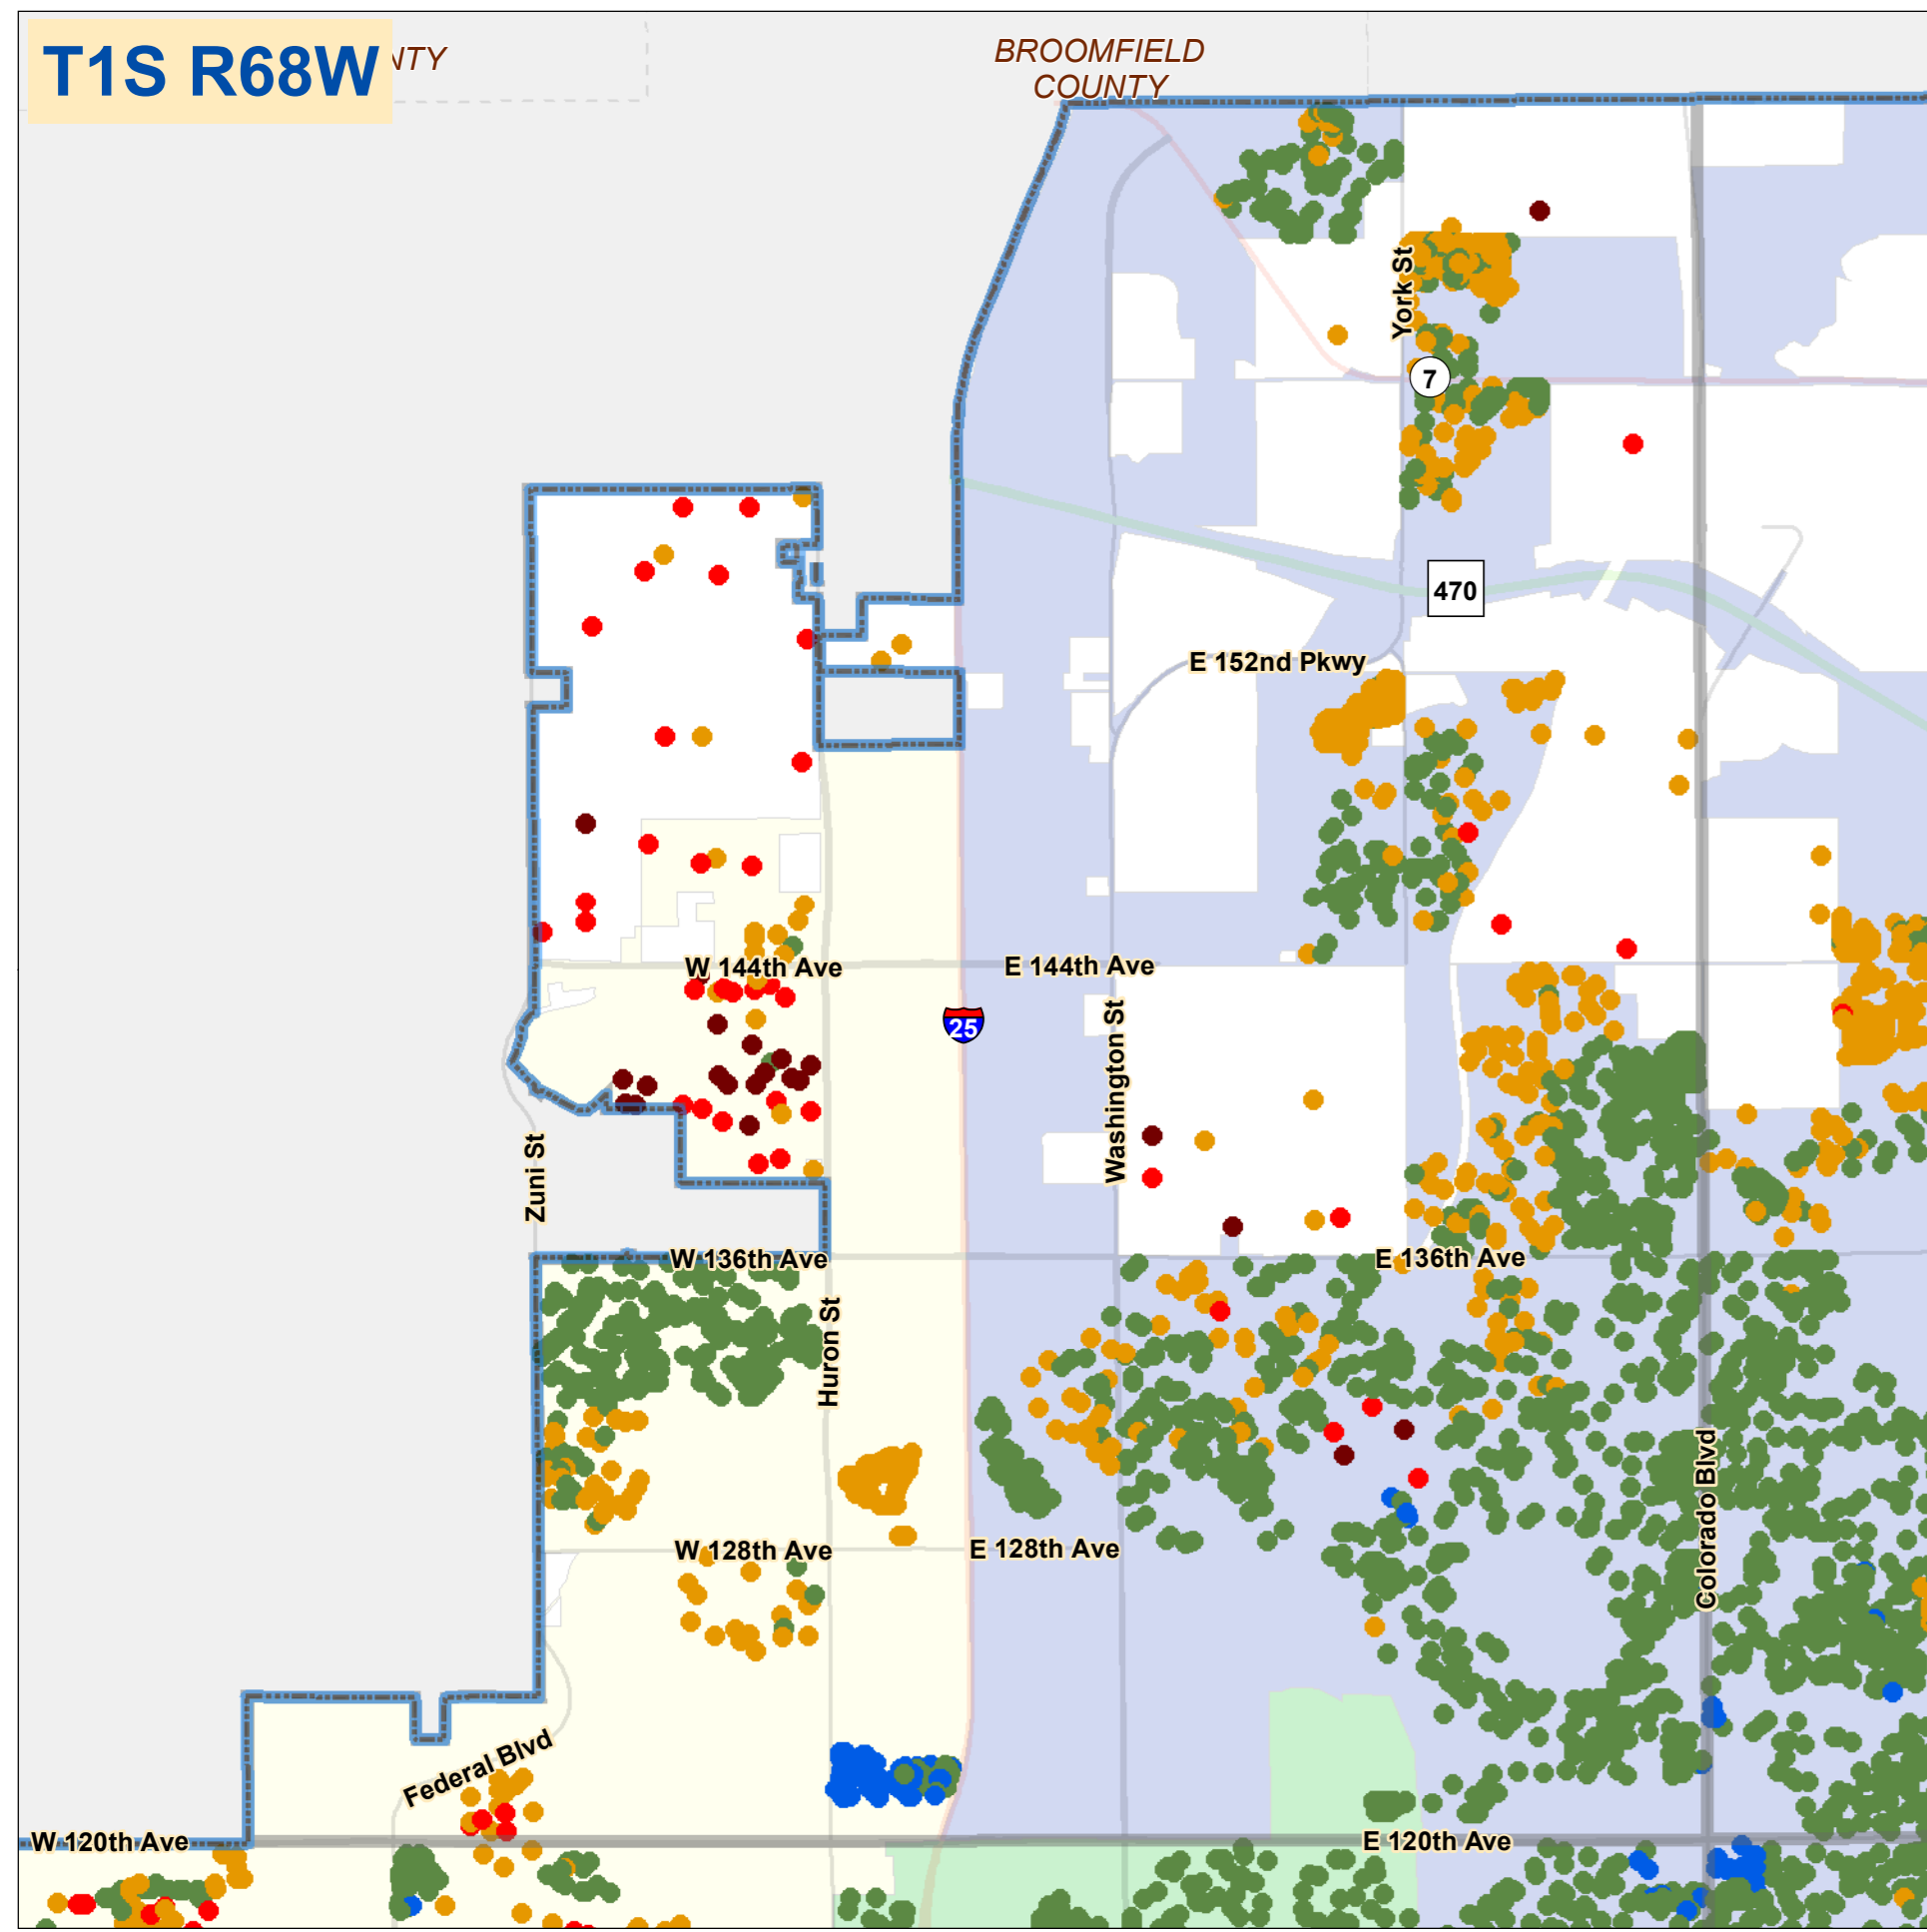 T1S R68W
NTY
BROOMFIELD
COUNTY
York St
7
470
E 152nd Pkwy
W 144th Ave
E 144th Ave
25
Washington St
Zuni St
W 136th Ave
E 136th Ave
Huron St
Colorado Blvd
W 128th Ave
E 128th Ave
Federal Blvd
W 120th Ave
E 120th Ave